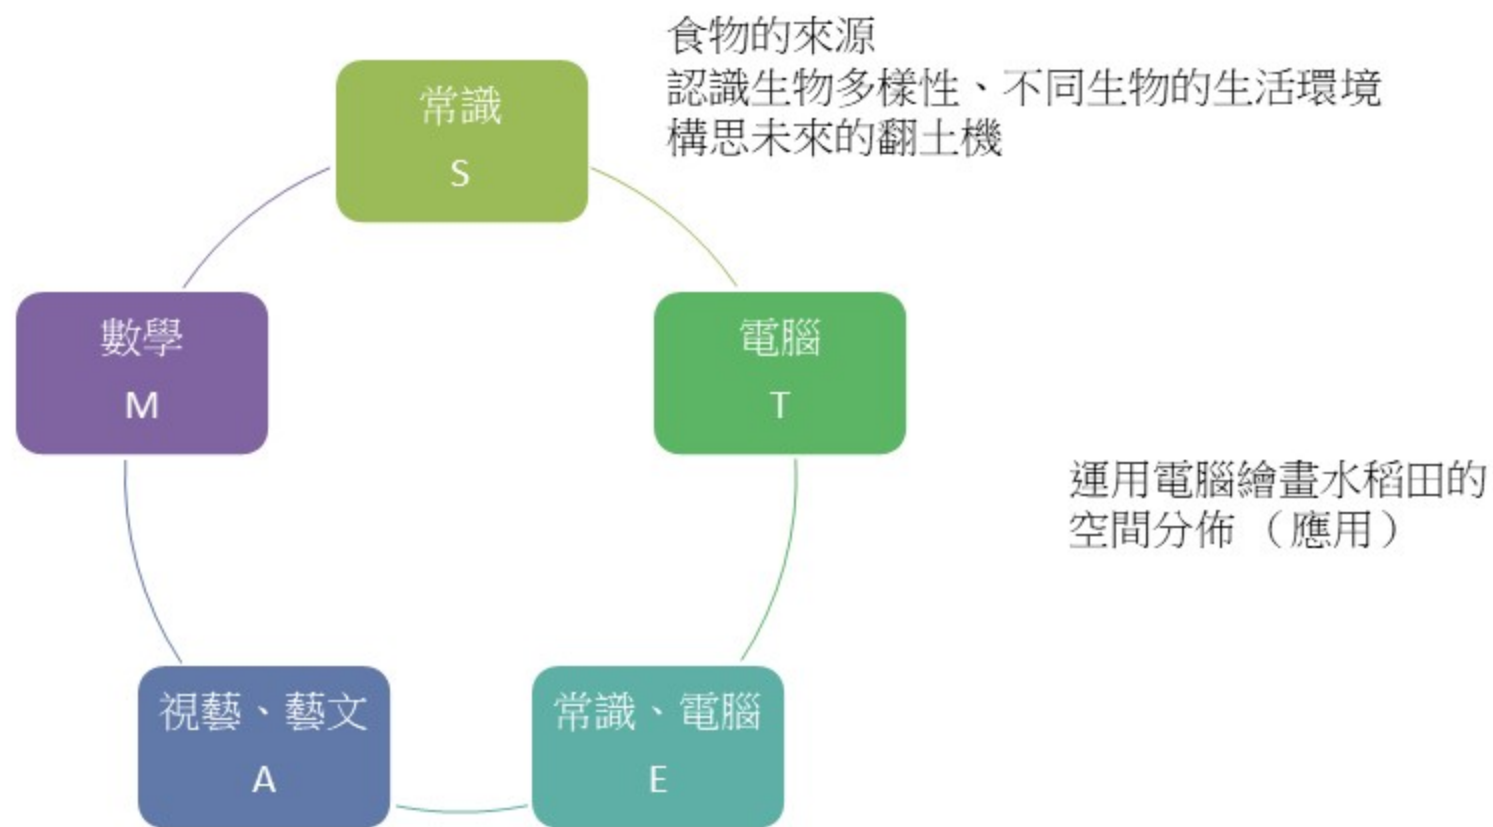 食物的來源
認識生物多樣性、不同生物的生活環境
構思未來的翻土機
常識
S
數學
M
電腦
T
運用電腦繪畫水稻田的
空間分佈 （應用）
視藝、藝文
A
常識、電腦
E